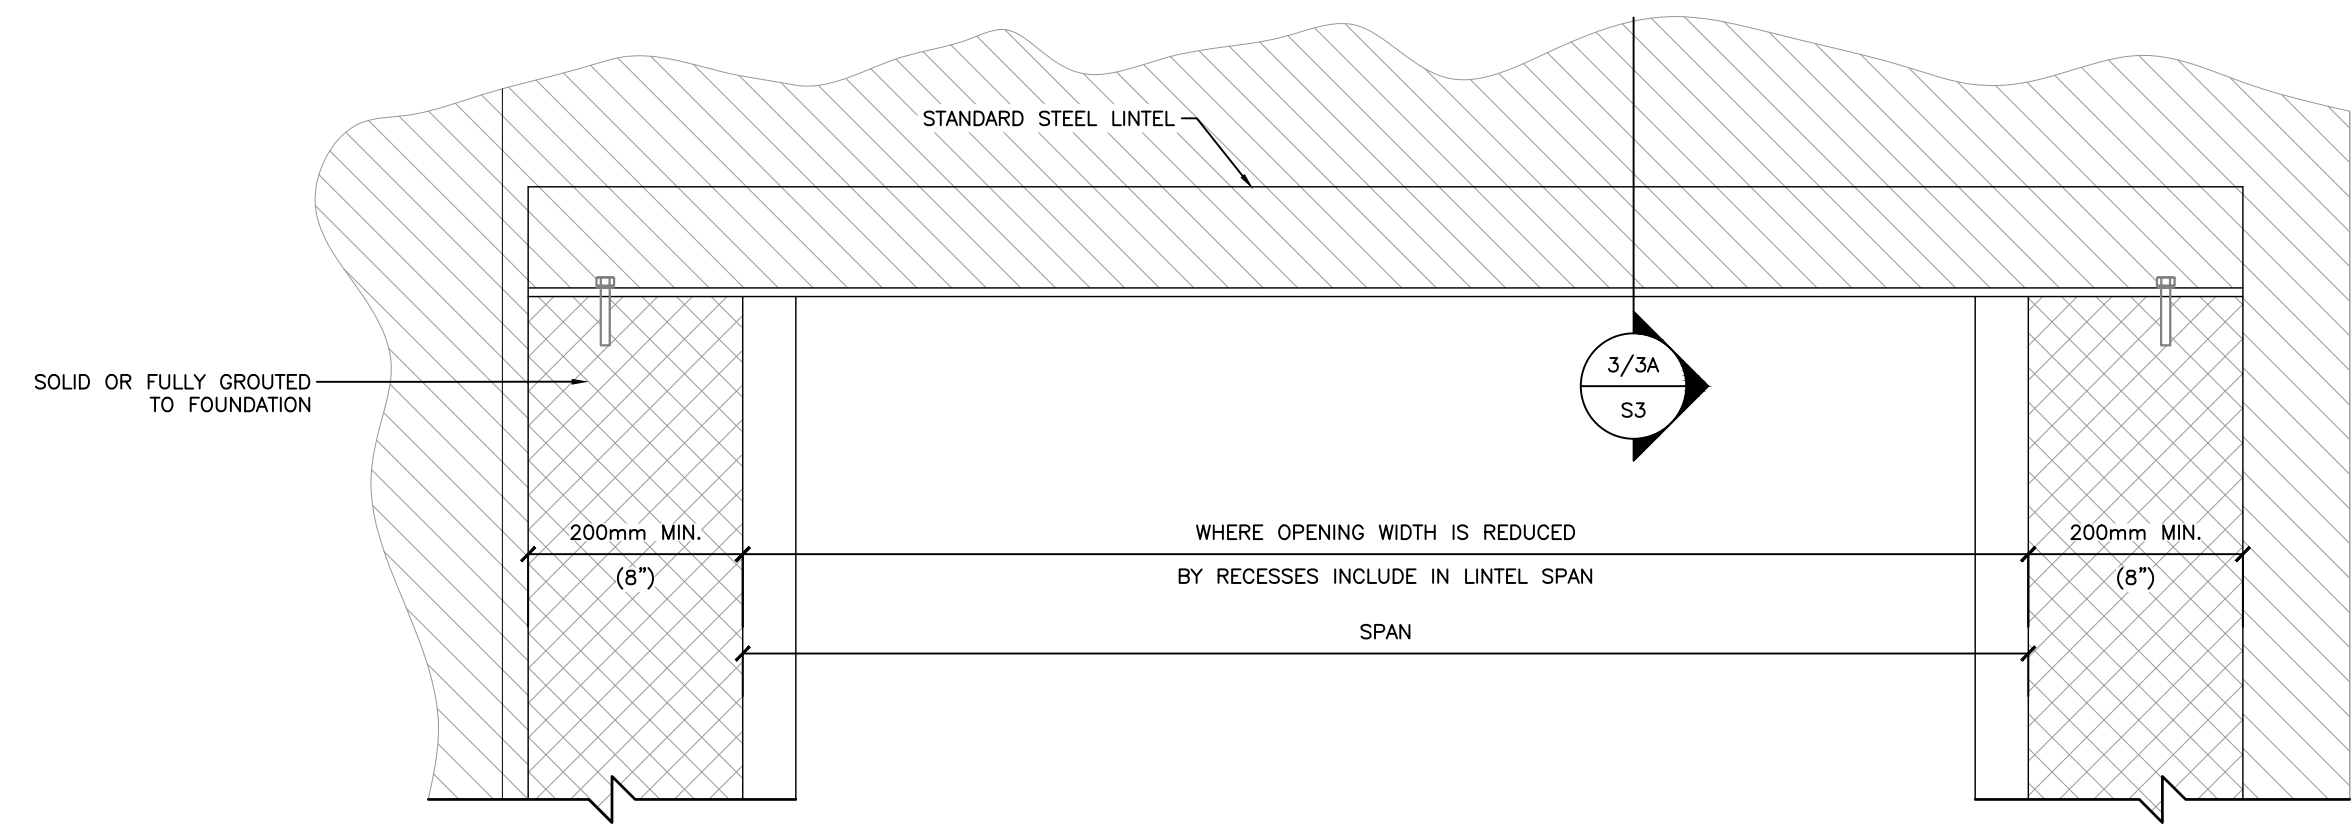 STANDARD STEEL LINTEL
3/3A
S3
SOLID OR FULLY GROUTED
TO FOUNDATION
200mm MIN.
(8")
WHERE OPENING WIDTH IS REDUCED
BY RECESSES INCLUDE IN LINTEL SPAN
200mm MIN.
(8")
SPAN